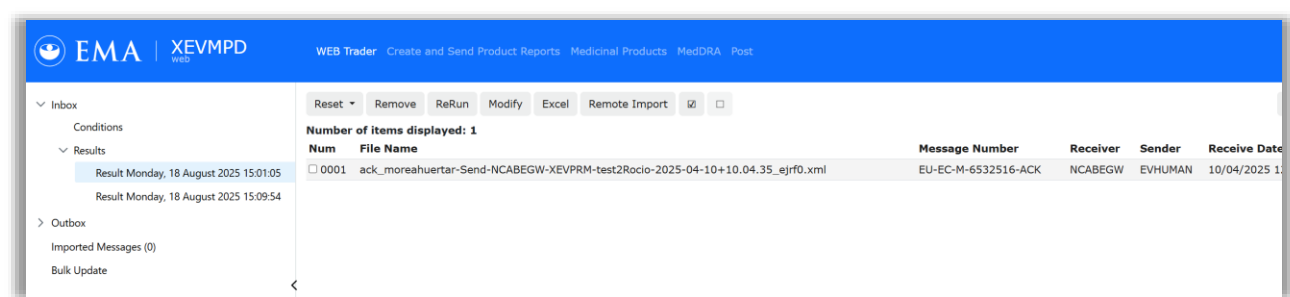 EMA | XEVMPD
web
WEB Trader Create and Send Product Reports Medicinal Products MedDRA Post
Inbox
Conditions
Results
Result Monday, 18 August 2025 15:01:05
Result Monday, 18 August 2025 15:09:54
Outbox
Imported Messages (0)
Bulk Update
Reset Remove ReRun Modify Excel Remote Import
Number of items displayed: 1
Num File Name Message Number Receiver Sender Receive Date
0001 ack_moreahuertar-Send-NCABEGW-XEVPRM-test2Rocio-2025-04-10+10.04.35_ejrf0.xml EU-EC-M-6532516-ACK NCABEGW EVHUMAN 10/04/2025